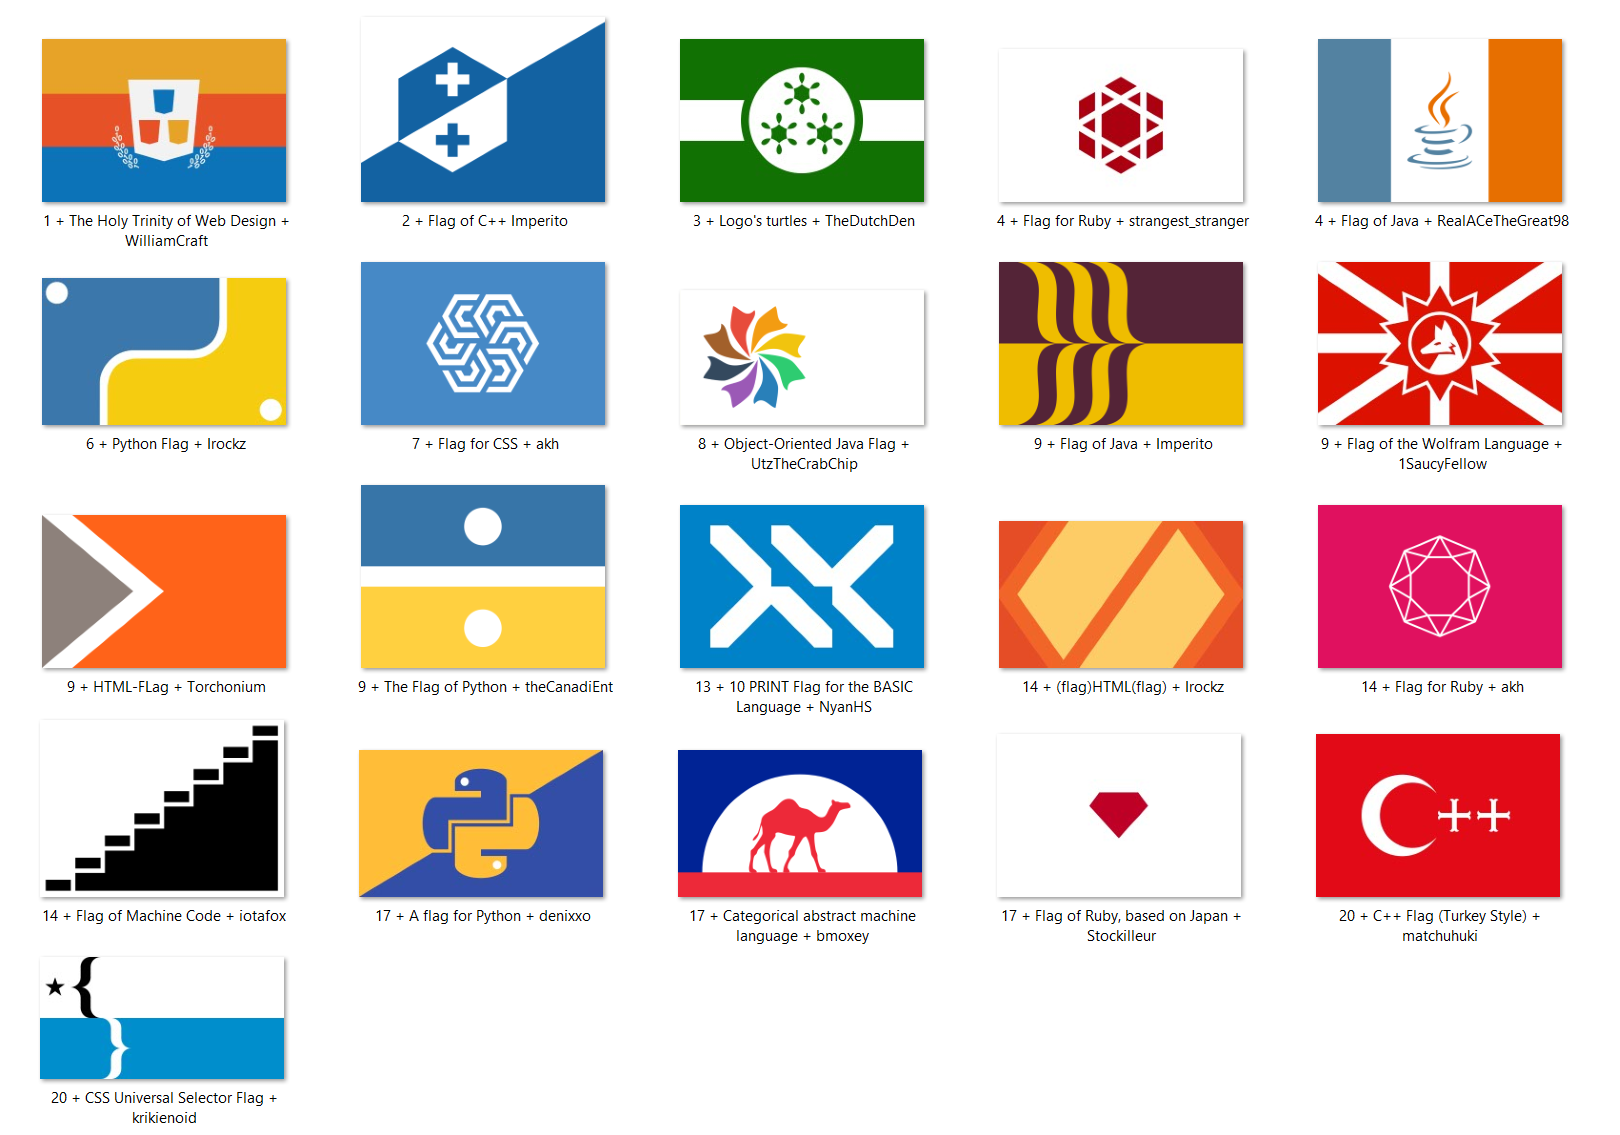 1 + The Holy Trinity of Web Design +
WilliamCraft
2 + Flag of C++ Imperito
3 + Logo's turtles + TheDutchDen
4 + Flag for Ruby + strangest_stranger
4 + Flag of Java + RealACeTheGreat98
6 + Python Flag + Irockz
7 + Flag for CSS + akh
8 + Object-Oriented Java Flag +
UtzTheCrabChip
9 + Flag of Java + Imperito
9 + Flag of the Wolfram Language +
1SaucyFellow
9 + HTML-FLag + Torchonium
9 + The Flag of Python + theCanadiEnt
13 + 10 PRINT Flag for the BASIC
Language + NyanHS
14 + (flag)HTML(flag) + Irockz
14 + Flag for Ruby + akh
14 + Flag of Machine Code + iotafox
17 + A flag for Python + denixxo
17 + Categorical abstract machine
language + bmoxey
17 + Flag of Ruby, based on Japan +
Stockilleur
C++
20 + C++ Flag (Turkey Style) +
matchuhuki
★{
}
20 + CSS Universal Selector Flag +
krikienoid